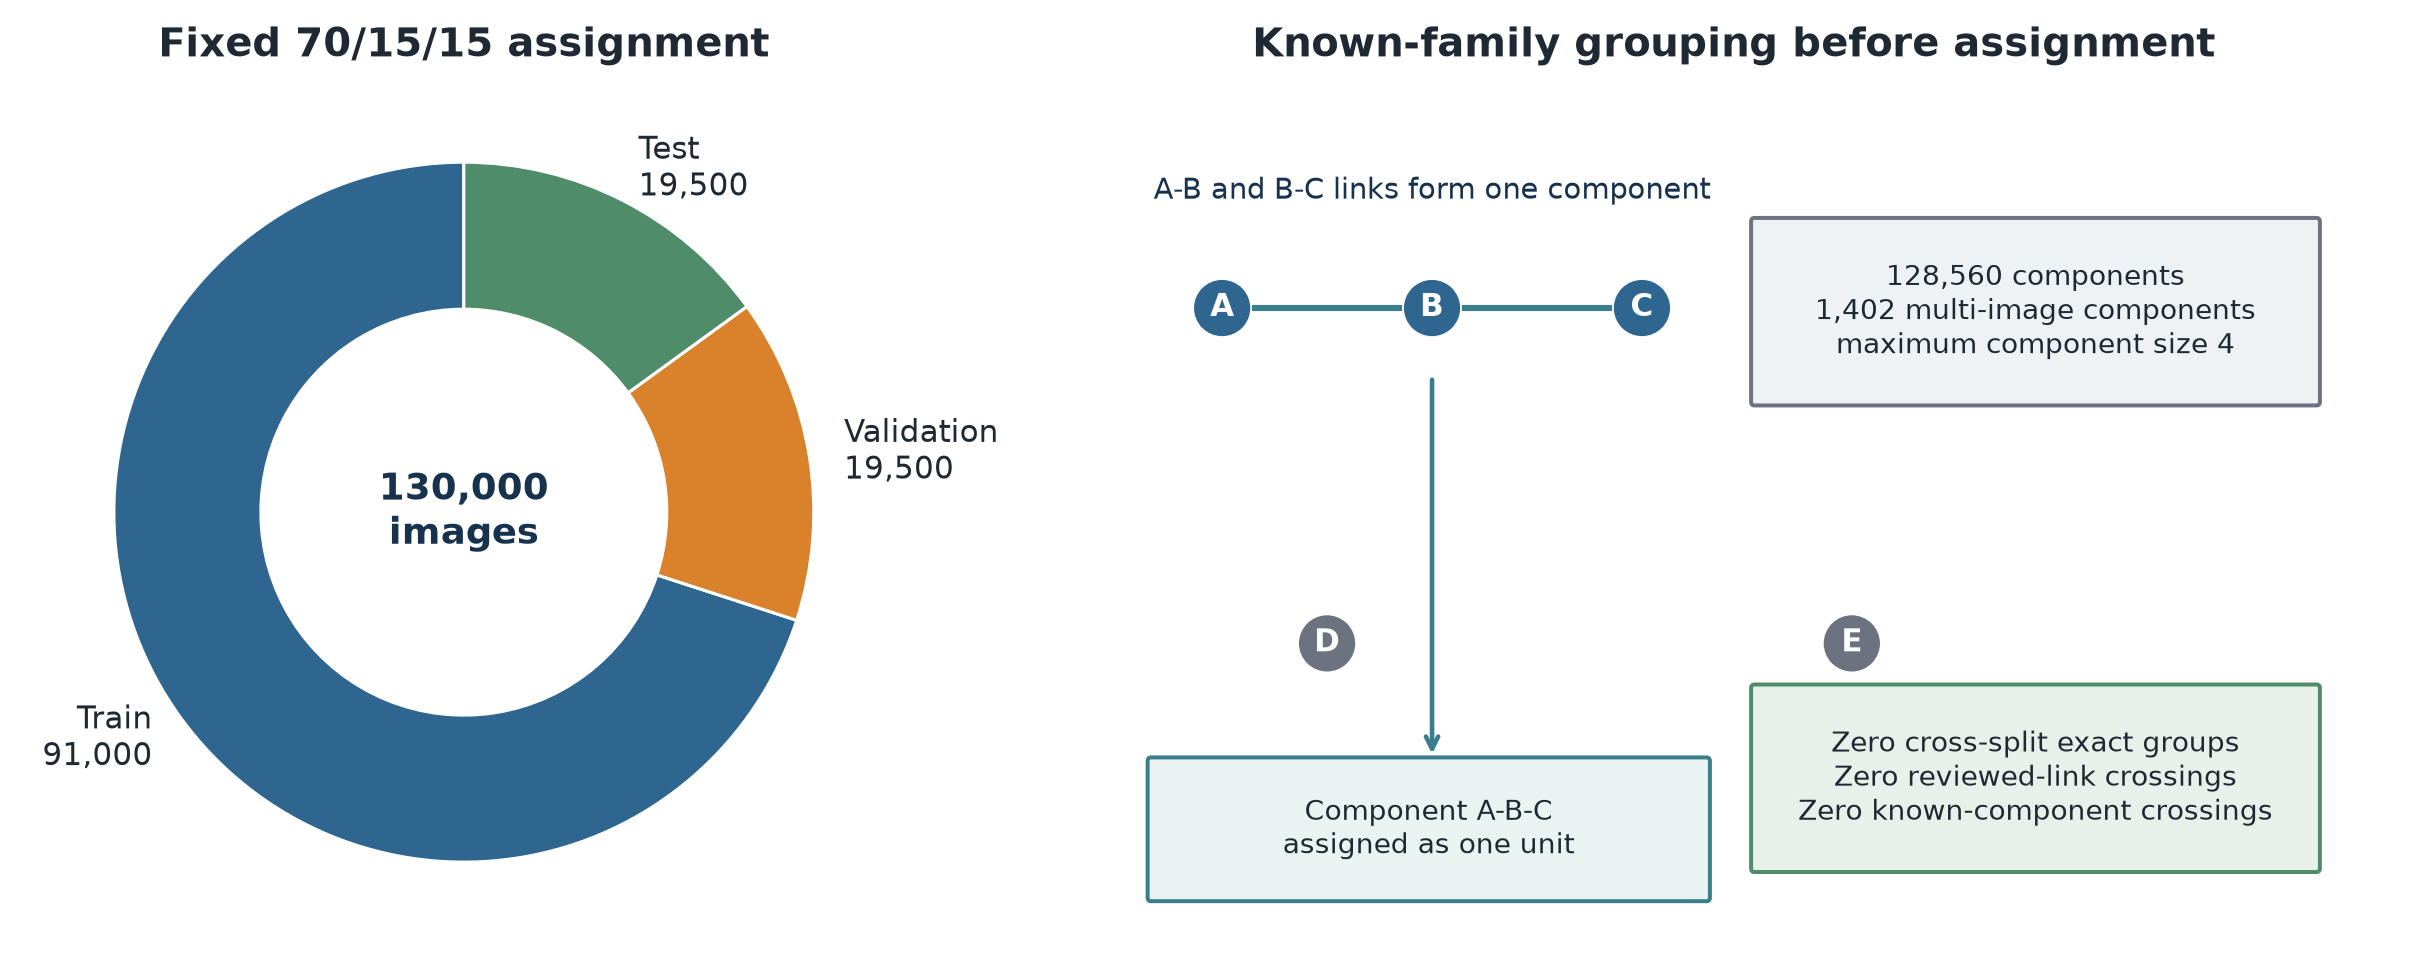 Fixed 70/15/15 assignment
Test
19,500
Validation
19,500
130,000
images
Train
91,000
Known-family grouping before assignment
A-B and B-C links form one component
A
B
C
128,560 components
1,402 multi-image components
maximum component size 4
D
E
Component A-B-C
assigned as one unit
Zero cross-split exact groups
Zero reviewed-link crossings
Zero known-component crossings